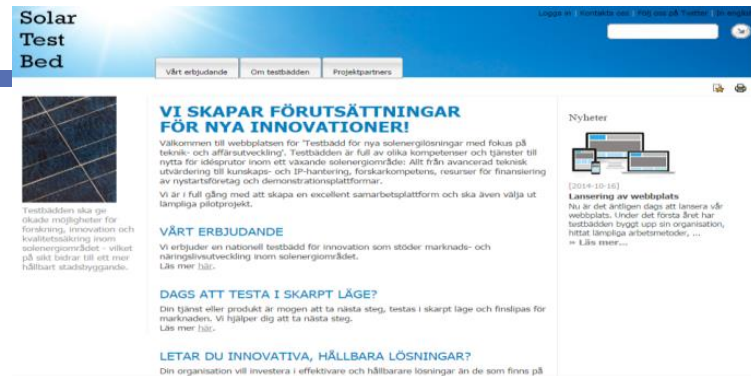 Solar
Test
Bed
Logga in | Kontakta oss | Följ oss på Twitter | In english
Vårt erbjudande
Om testbädden
Projektpartners
Testbädden ska ge
ökade möjligheter för
forskning, innovation och
kvalitetssäkring inom
solenergiområdet - vilket
på sikt bidrar till ett mer
hållbart stadsbyggande.
VI SKAPAR FÖRUTSÄTTNINGAR
FÖR NYA INNOVATIONER!
Välkommen till webbplatsen för 'Testbädd för nya solenergilösningar med fokus på
teknik- och affärsutveckling'. Testbädden är full av olika kompetenser och tjänster till
nytta för idésprutor inom ett växande solenergiområde: Allt från avancerad teknisk
utvärdering till kunskaps- och IP-hantering, forskarkompetens, resurser för finansiering
av nystartsföretag och demonstrationsplattformar.
Vi är i full gång med att skapa en excellent samarbetsplattform och ska även välja ut
lämpliga pilotprojekt.
VÅRT ERBJUDANDE
Vi erbjuder en nationell testbädd för innovation som stöder marknads- och
näringslivsutveckling inom solenergiområdet.
Läs mer här.
DAGS ATT TESTA I SKARPT LÄGE?
Din tjänst eller produkt är mogen att ta nästa steg, testas i skarpt läge och finslipas för
marknaden. Vi hjälper dig att ta nästa steg.
Läs mer här.
LETAR DU INNOVATIVA, HÅLLBARA LÖSNINGAR?
Din organisation vill investera i effektivare och hållbarare lösningar än de som finns på
Nyheter
[2014-10-16]
Lansering av webbplats
Nu är det äntligen dags att lansera vår
webbplats. Under det första året har
testbädden byggt upp sin organisation,
hittat lämpliga arbetsmetoder, ...
» Läs mer...